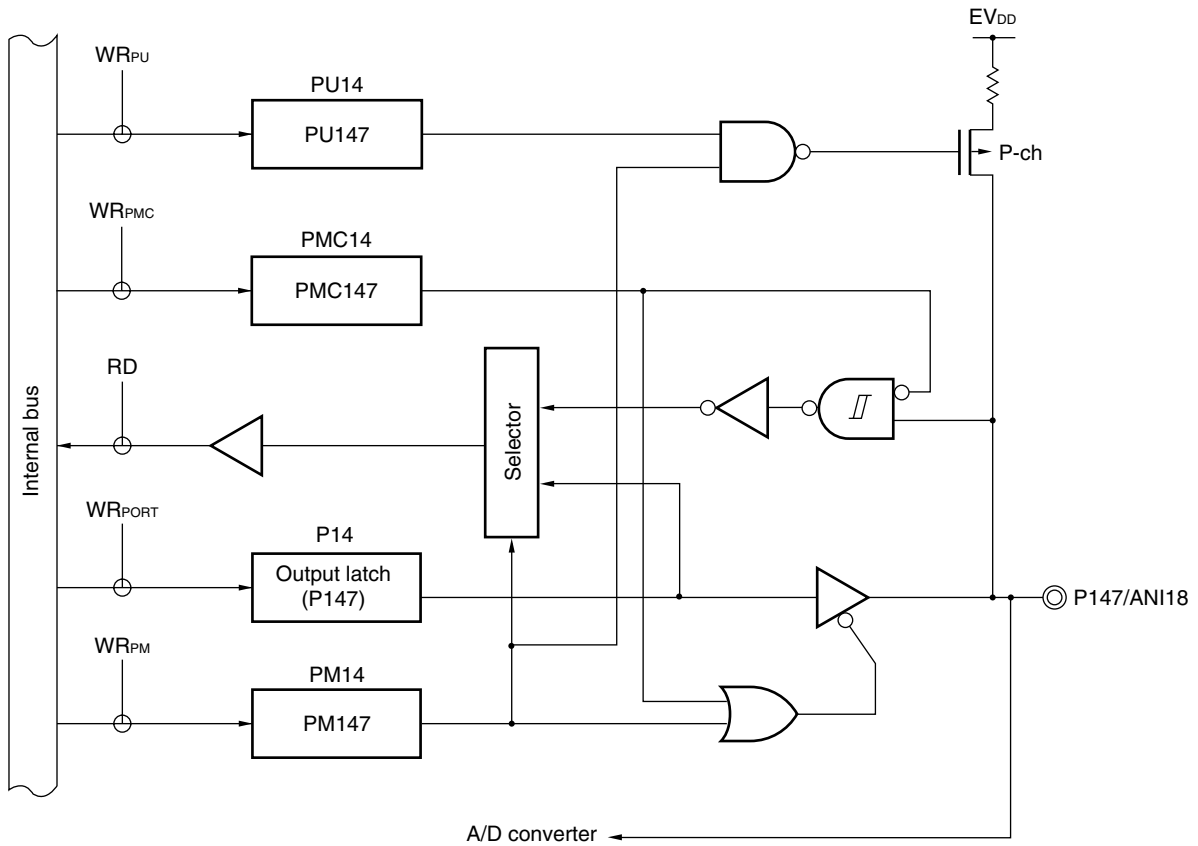 EVDD
WRPU
PU14
PU147
P-ch
WRPMC
PMC14
PMC147
RD
Selector
Internal bus
WRPORT
P14
Output latch
(P147)
P147/ANI18
WRPM
PM14
PM147
A/D converter